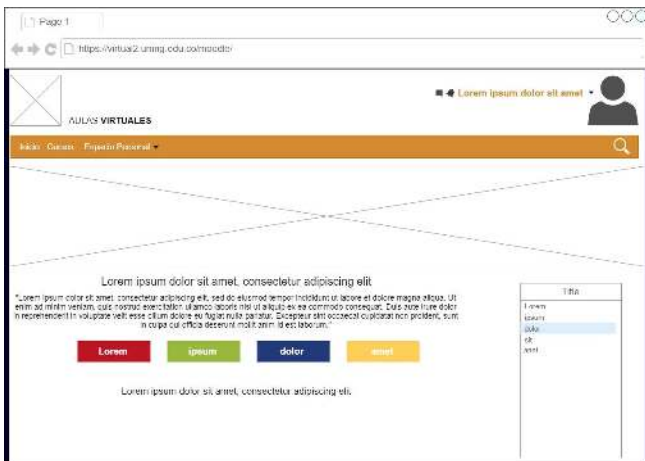 Page 1
https://virtual2.umng.edu.co/moodle/
Lorem ipsum dolor sit amet
AULAS VIRTUALES
Inicio Cursos Espacio Personal
Lorem ipsum dolor sit amet, consectetur adipiscing elit
"Lorem ipsum dolor sit amet, consectetur adipiscing elit, sed do eiusmod tempor incididunt ut labore et dolore magna aliqua. Ut
enim ad minim veniam, quis nostrud exercitation ullamco laboris nisi ut aliquip ex ea commodo consequat. Duis aute irure dolor
in reprehenderit in voluptate velit esse cillum dolore eu fugiat nulla pariatur. Excepteur sint occaecat cupidatat non proident, sunt
in culpa qui officia deserunt mollit anim id est laborum."
Lorem ipsum dolor amet
Lorem ipsum dolor sit amet, consectetur adipiscing elit
Title
Lorem
ipsum
dolor
sit
amet